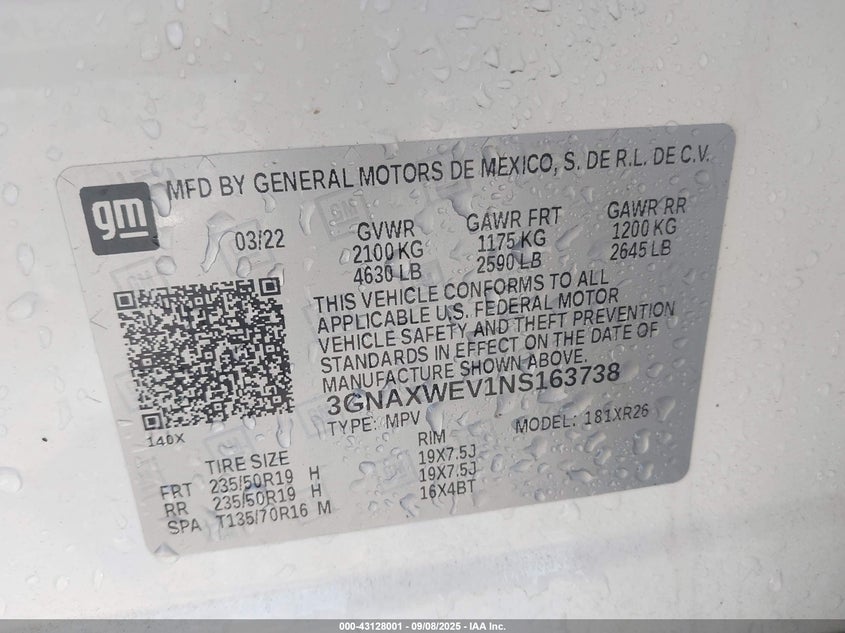 gm
MFD BY GENERAL MOTORS DE MEXICO, S. DE R.L. DE C.V.
03/22
GVWR
2100 KG
4630 LB
GAWR FRT
1175 KG
2590 LB
GAWR RR
1200 KG
2645 LB
THIS VEHICLE CONFORMS TO ALL
APPLICABLE U.S. FEDERAL MOTOR
VEHICLE SAFETY AND THEFT PREVENTION
STANDARDS IN EFFECT ON THE DATE OF
MANUFACTURE SHOWN ABOVE.
3GNAXWEV1NS163738
TYPE: MPV MODEL: 181XR26
140X
TIRE SIZE RIM
FRT 235/50R19 H 19X7.5J
RR 235/50R19 H 19X7.5J
SPA T135/70R16 M 16X4BT
000-43128001 - 09/08/2025 - IAA Inc.